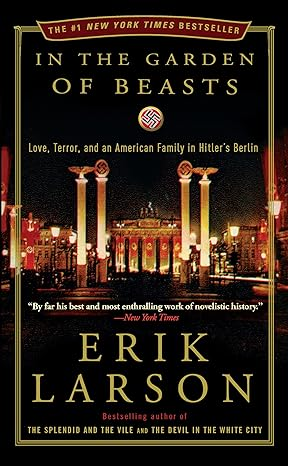 THE #1 NEW YORK TIMES BESTSELLER
IN THE GARDEN
OF BEASTS
Love, Terror, and an American Family in Hitler's Berlin
"By far his best and most enthralling work of novelistic history."
—New York Times
ERIK
LARSON
Bestselling author of
THE SPLENDID AND THE VILE AND THE DEVIL IN THE WHITE CITY